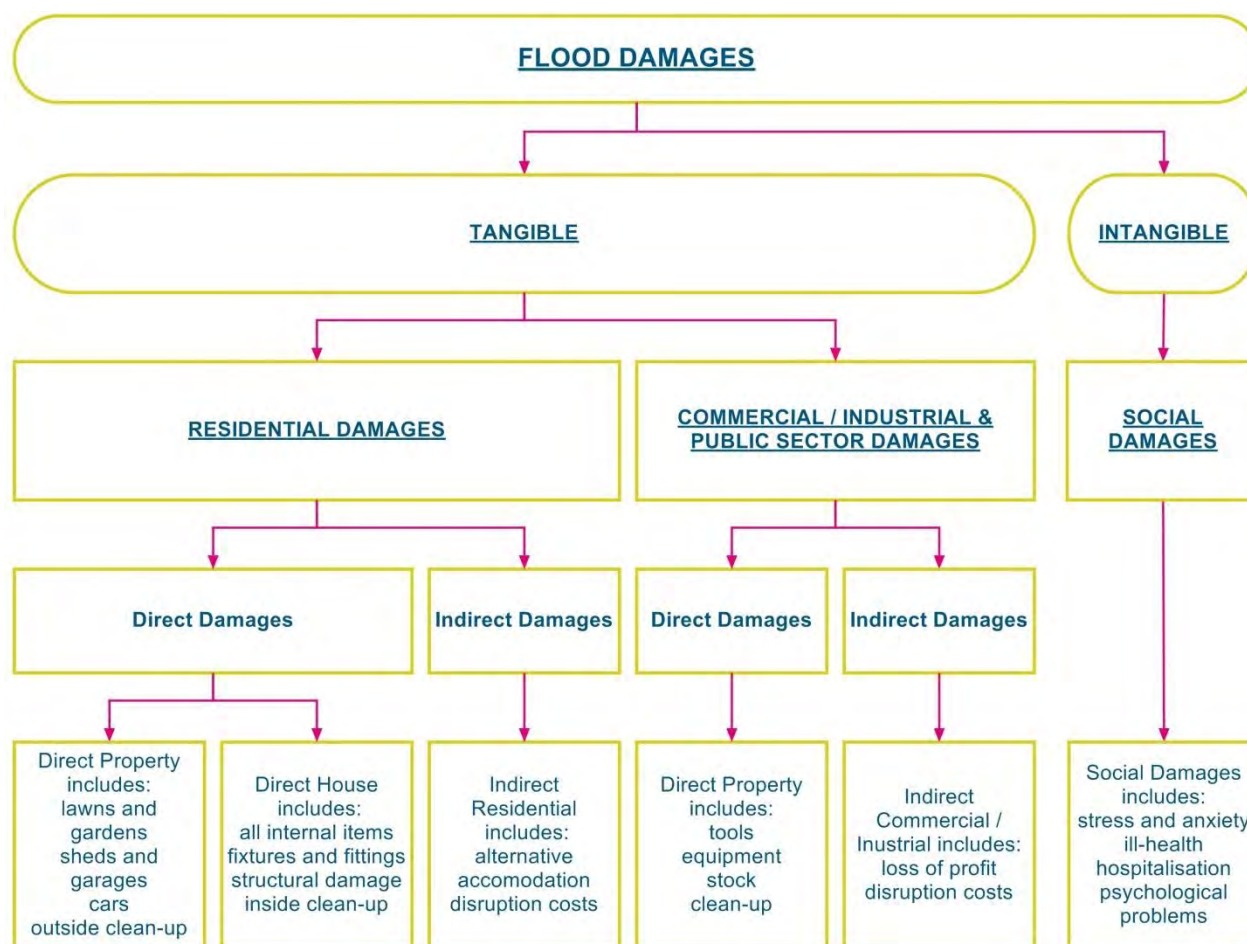 FLOOD DAMAGES
TANGIBLE
INTANGIBLE
RESIDENTIAL DAMAGES
COMMERCIAL / INDUSTRIAL &
PUBLIC SECTOR DAMAGES
SOCIAL
DAMAGES
Direct Damages
Indirect Damages
Direct Damages
Indirect Damages
Direct Property
includes:
lawns and
gardens
sheds and
garages
cars
outside clean-up
Direct House
includes:
all internal items
fixtures and fittings
structural damage
inside clean-up
Indirect
Residential
includes:
alternative
accomodation
disruption costs
Direct Property
includes:
tools
equipment
stock
clean-up
Indirect
Commercial /
Inustrial includes:
loss of profit
disruption costs
Social Damages
includes:
stress and anxiety
ill-health
hospitalisation
psychological
problems